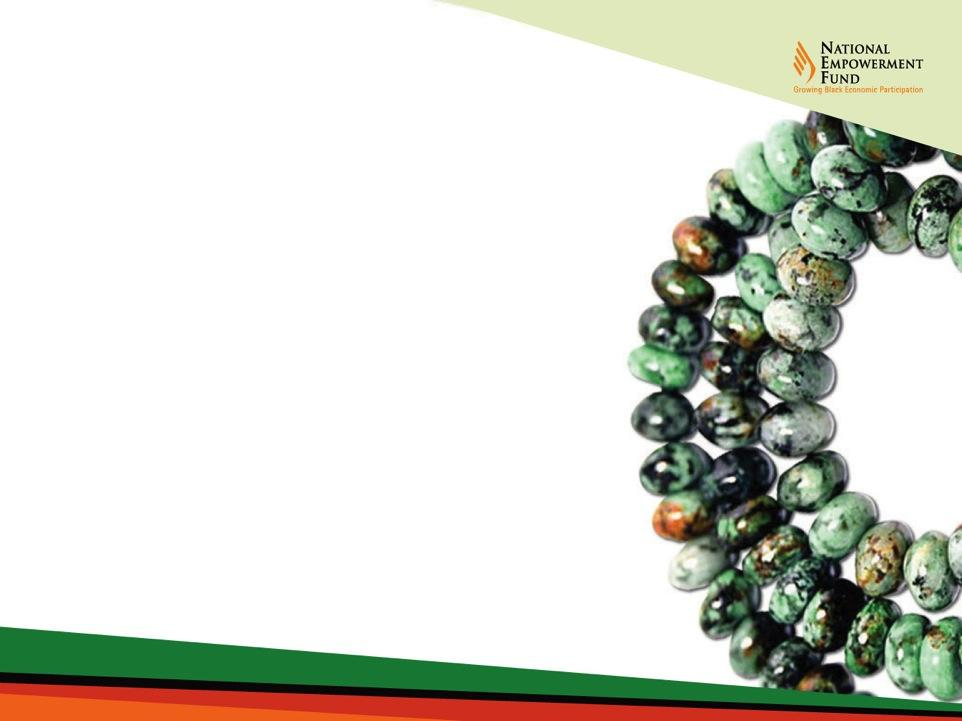 National
Empowerment
Fund
Growing Black Economic Participation